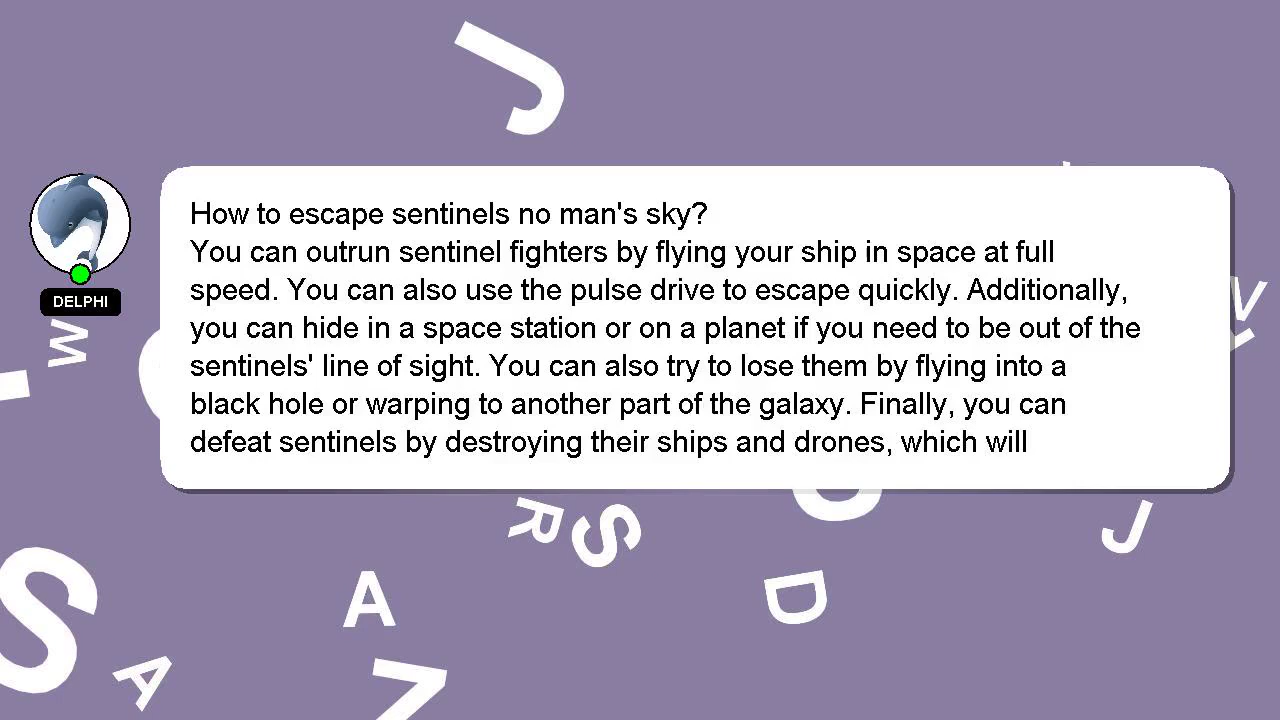 How to escape sentinels no man's sky?
You can outrun sentinel fighters by flying your ship in space at full
speed. You can also use the pulse drive to escape quickly. Additionally,
you can hide in a space station or on a planet if you need to be out of the
sentinels' line of sight. You can also try to lose them by flying into a
black hole or warping to another part of the galaxy. Finally, you can
defeat sentinels by destroying their ships and drones, which will
DELPHI
J
W
V
R
S
J
A
D
S
A
Z